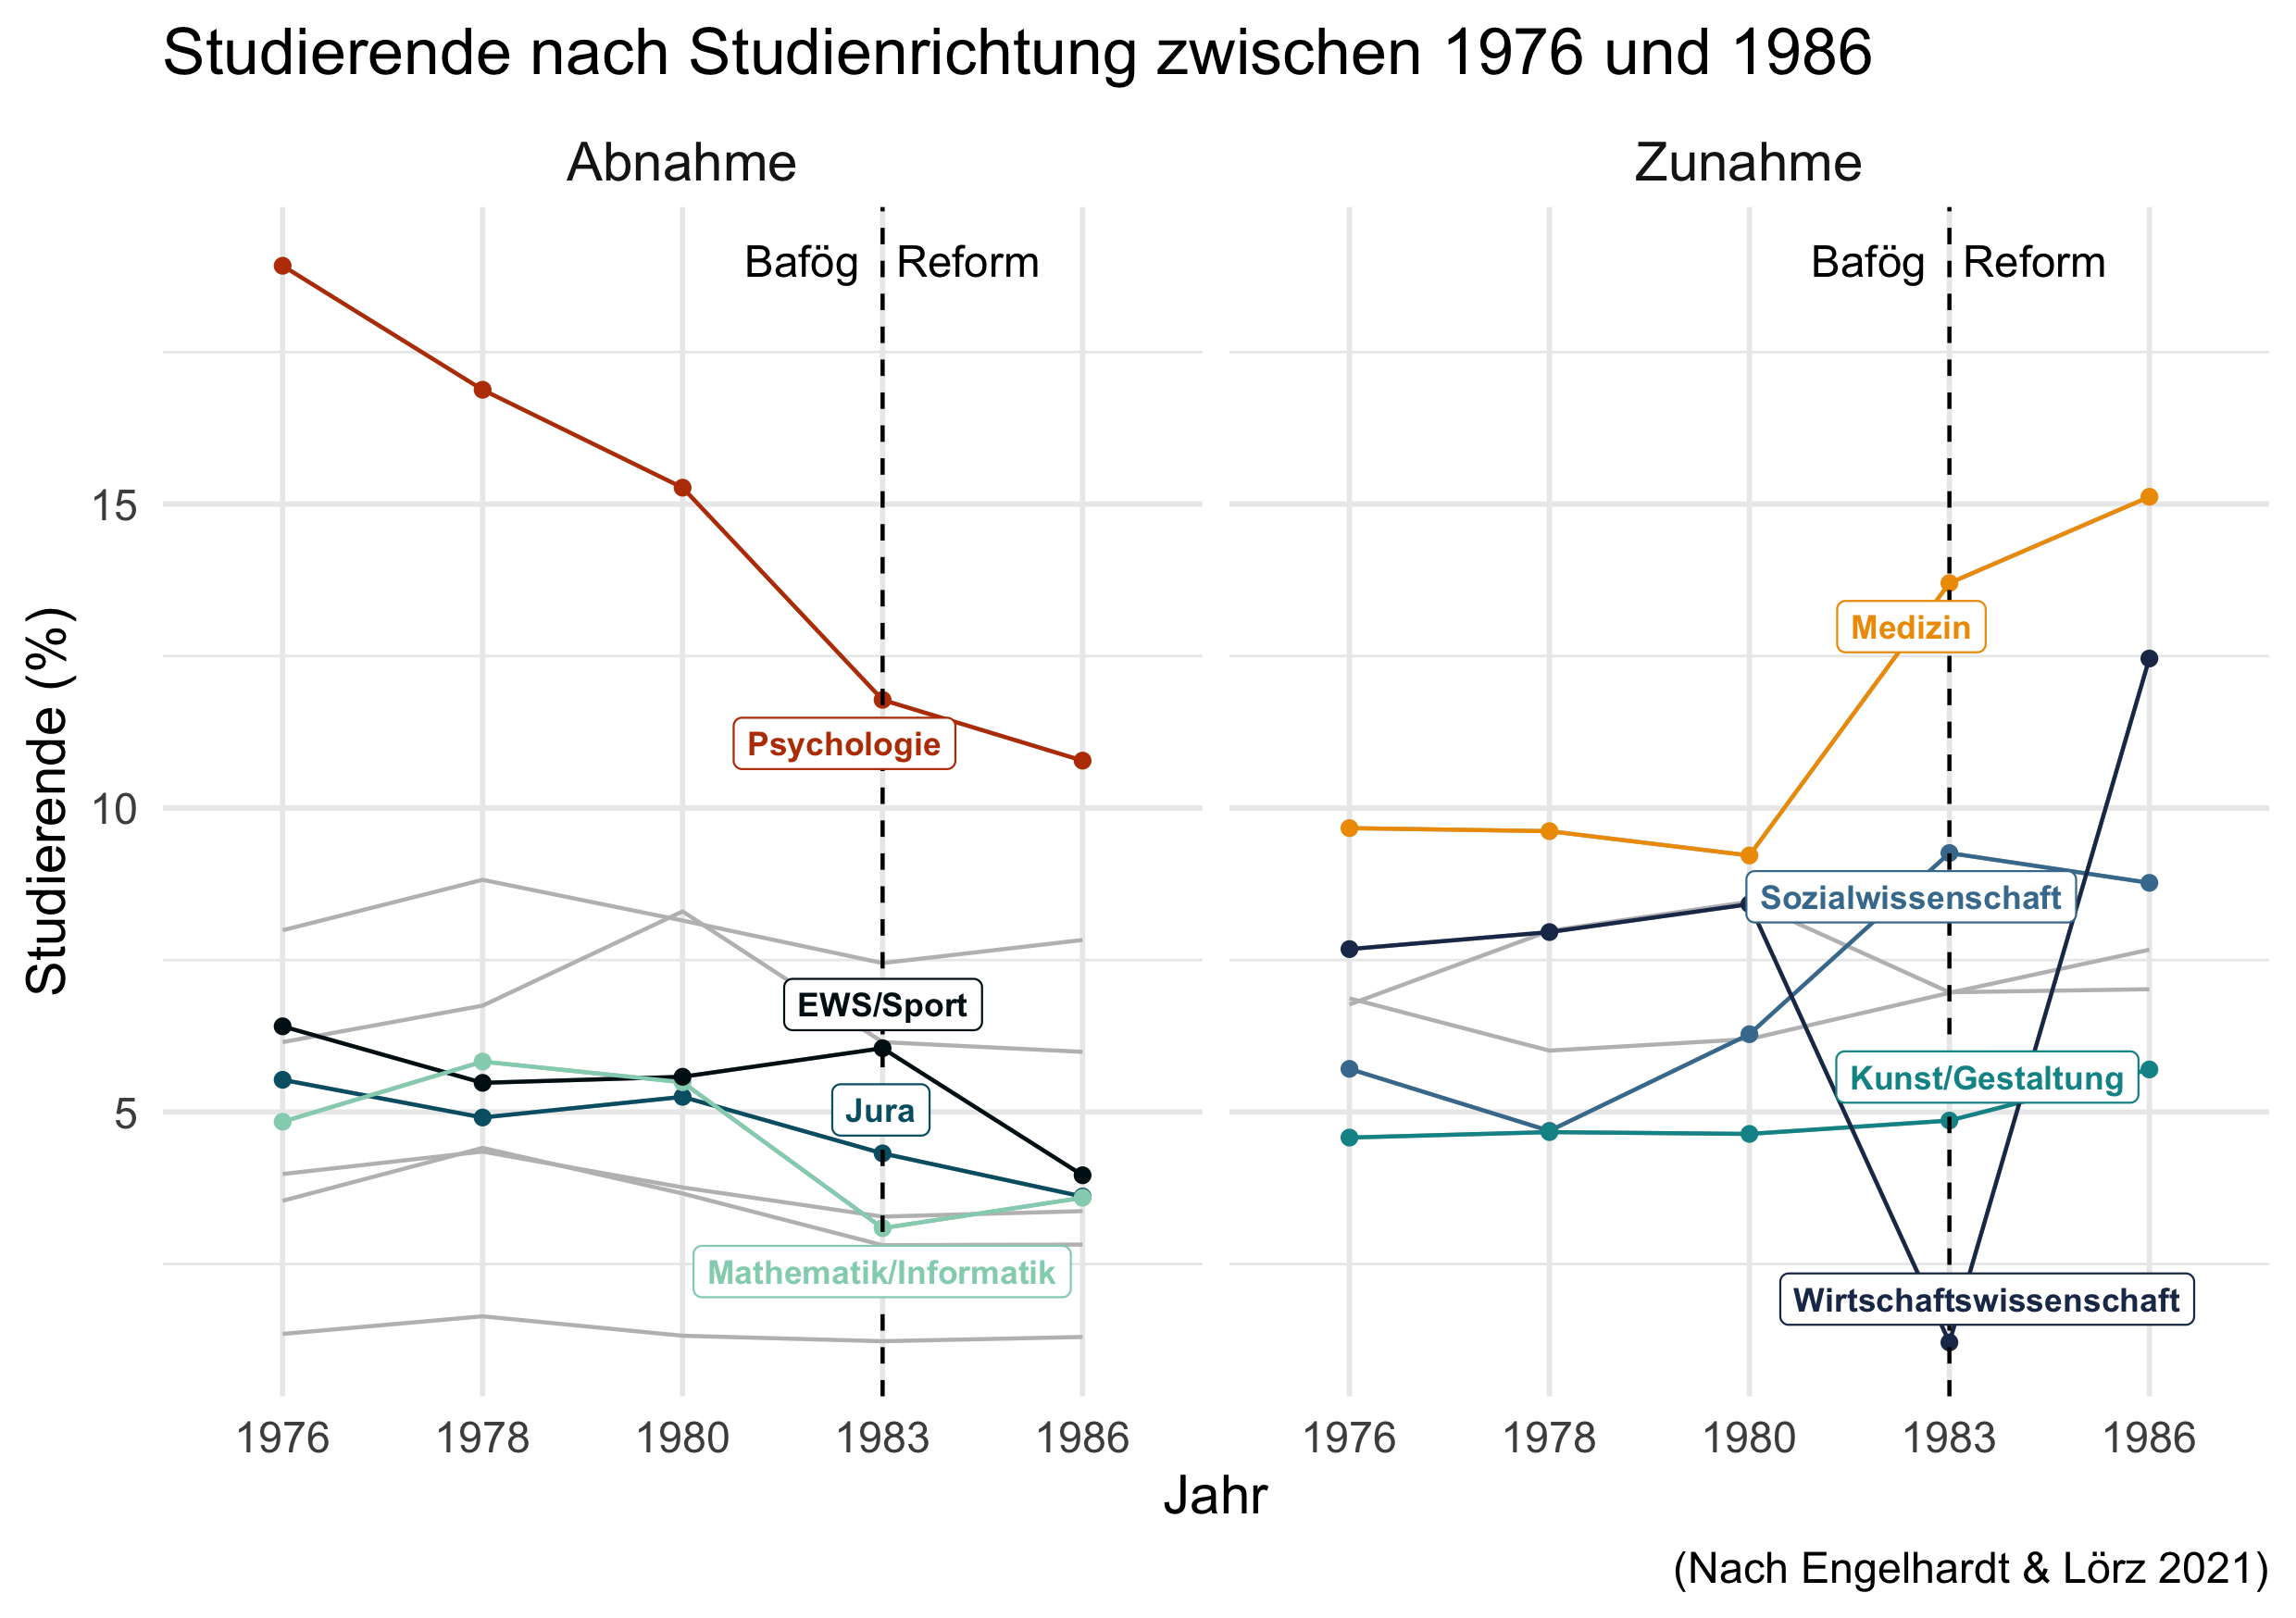 Studierende nach Studienrichtung zwischen 1976 und 1986
Abnahme
Zunahme
Bafög Reform
Bafög Reform
Studierende (%)
15
10
5
Psychologie
EWS/Sport
Jura
Mathematik/Informatik
Medizin
Sozialwissenschaft
Kunst/Gestaltung
Wirtschaftswissenschaft
1976 1978 1980 1983 1986
1976 1978 1980 1983 1986
Jahr
(Nach Engelhardt & Lörz 2021)